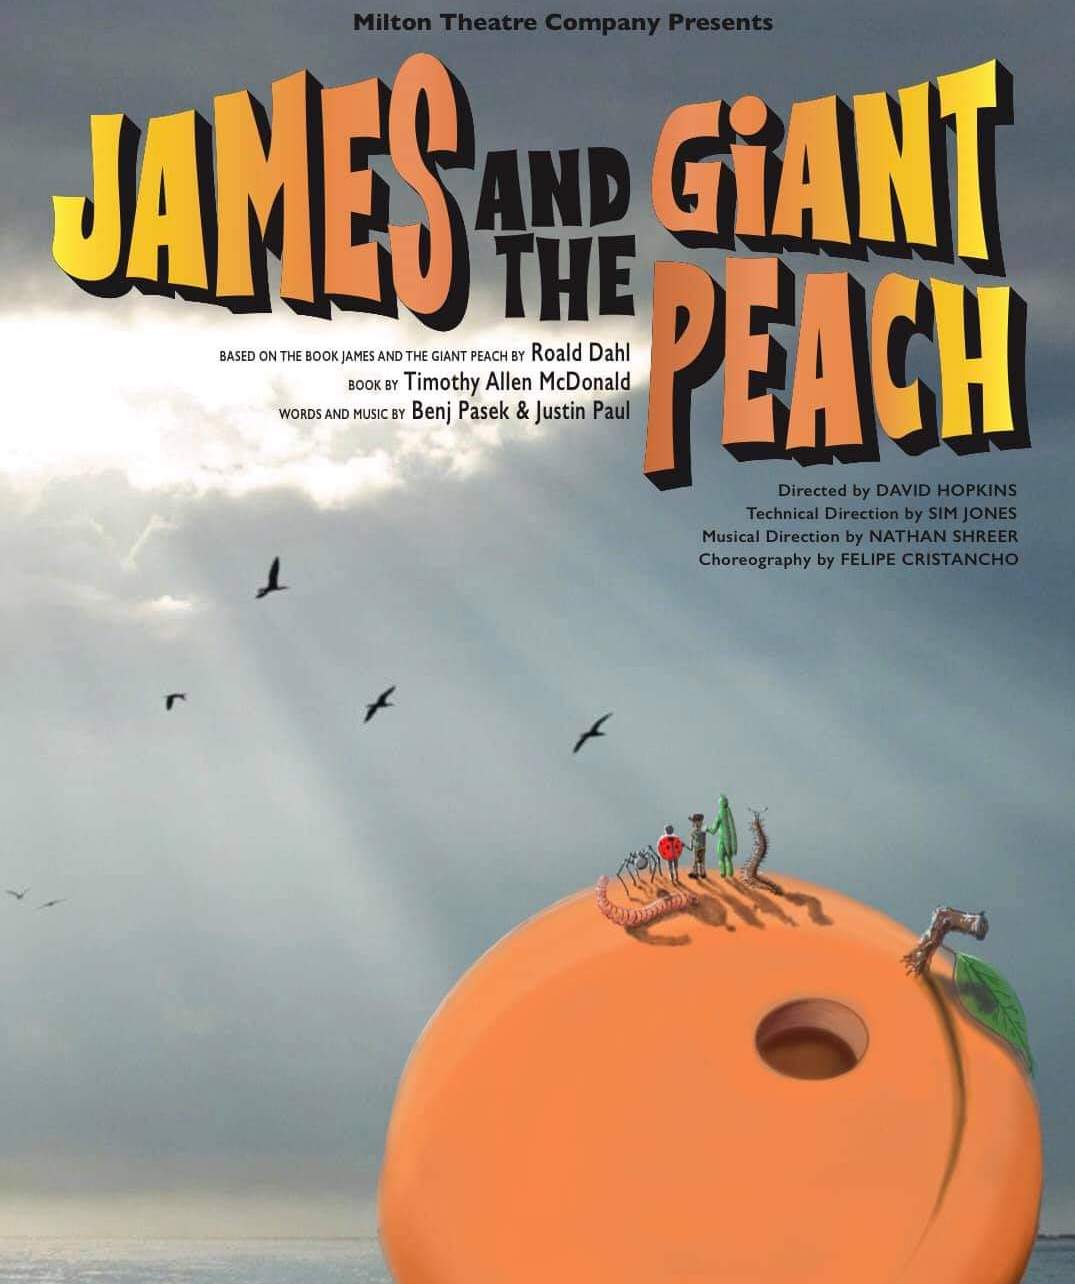 Milton Theatre Company Presents
JAMES AND THE GiANT PEACH
BASED ON THE BOOK JAMES AND THE GIANT PEACH BY Roald Dahl
BOOK BY Timothy Allen McDonald
WORDS AND MUSIC BY Benj Pasek & Justin Paul
Directed by DAVID HOPKINS
Technical Direction by SIM JONES
Musical Direction by NATHAN SHREER
Choreography by FELIPE CRISTANCHO